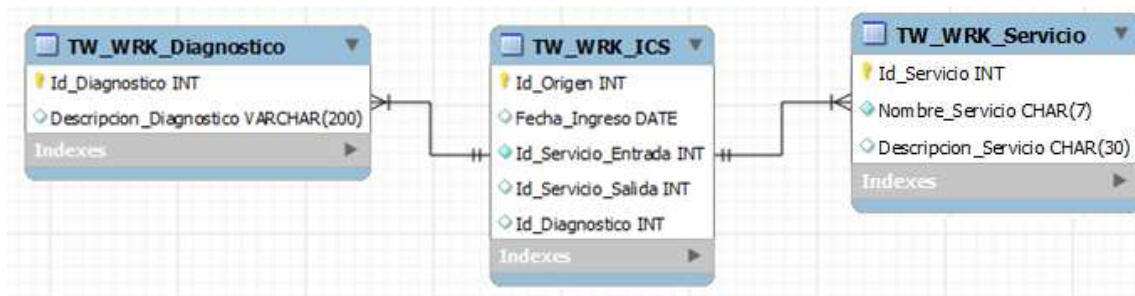 TW_WRK_Diagnostico
Id_Diagnostico INT
Descripcion_Diagnostico VARCHAR(200)
Indexes
TW_WRK_ICS
Id_Origen INT
Fecha_Ingreso DATE
Id_Servicio_Entrada INT
Id_Servicio_Salida INT
Id_Diagnostico INT
Indexes
TW_WRK_Servicio
Id_Servicio INT
Nombre_Servicio CHAR(7)
Descripcion_Servicio CHAR(30)
Indexes